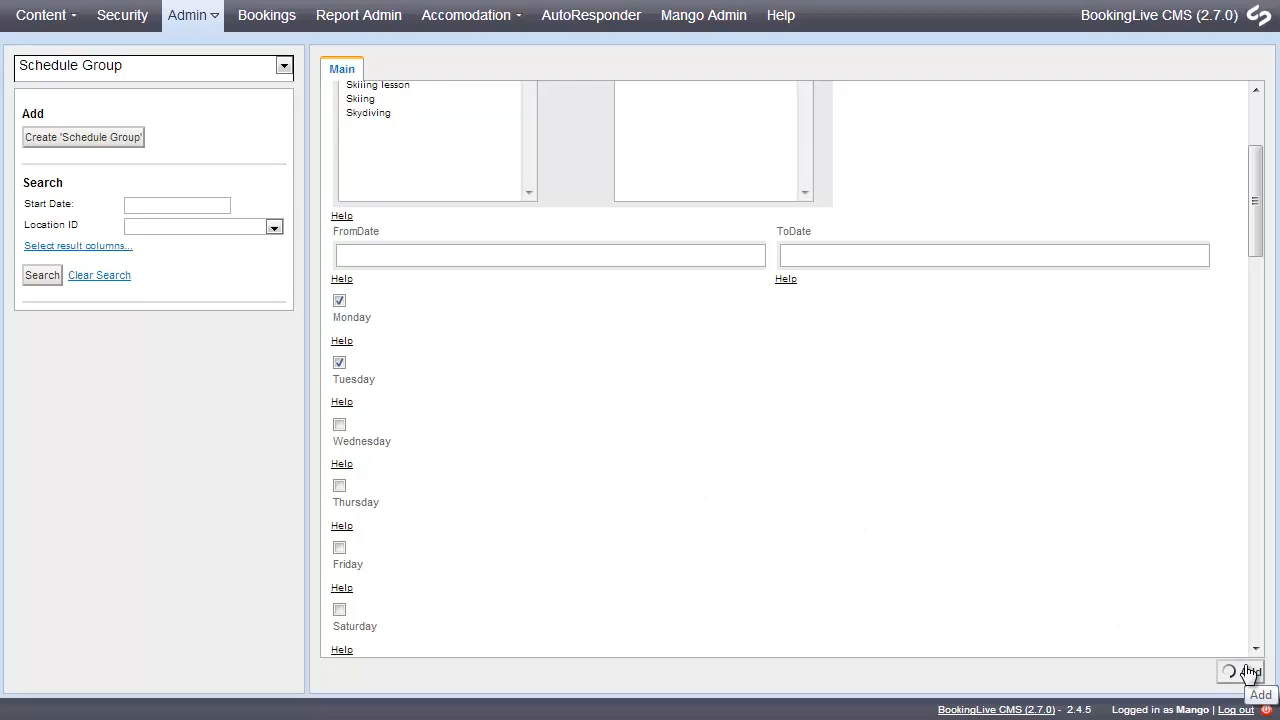 Content Security Admin Bookings Report Admin Accomodation AutoResponder Mango Admin Help BookingLive CMS (2.7.0)
Schedule Group
Main
Add
Create 'Schedule Group'
Search
Start Date:
Location ID
Select result columns...
Search Clear Search
Skiiing lesson
Skiing
Skydiving
Help
FromDate ToDate
Help Help
Monday
Help
Tuesday
Help
Wednesday
Help
Thursday
Help
Friday
Help
Saturday
Help
Add
BookingLive CMS (2.7.0) - 2.4.5 Logged in as Mango | Log out